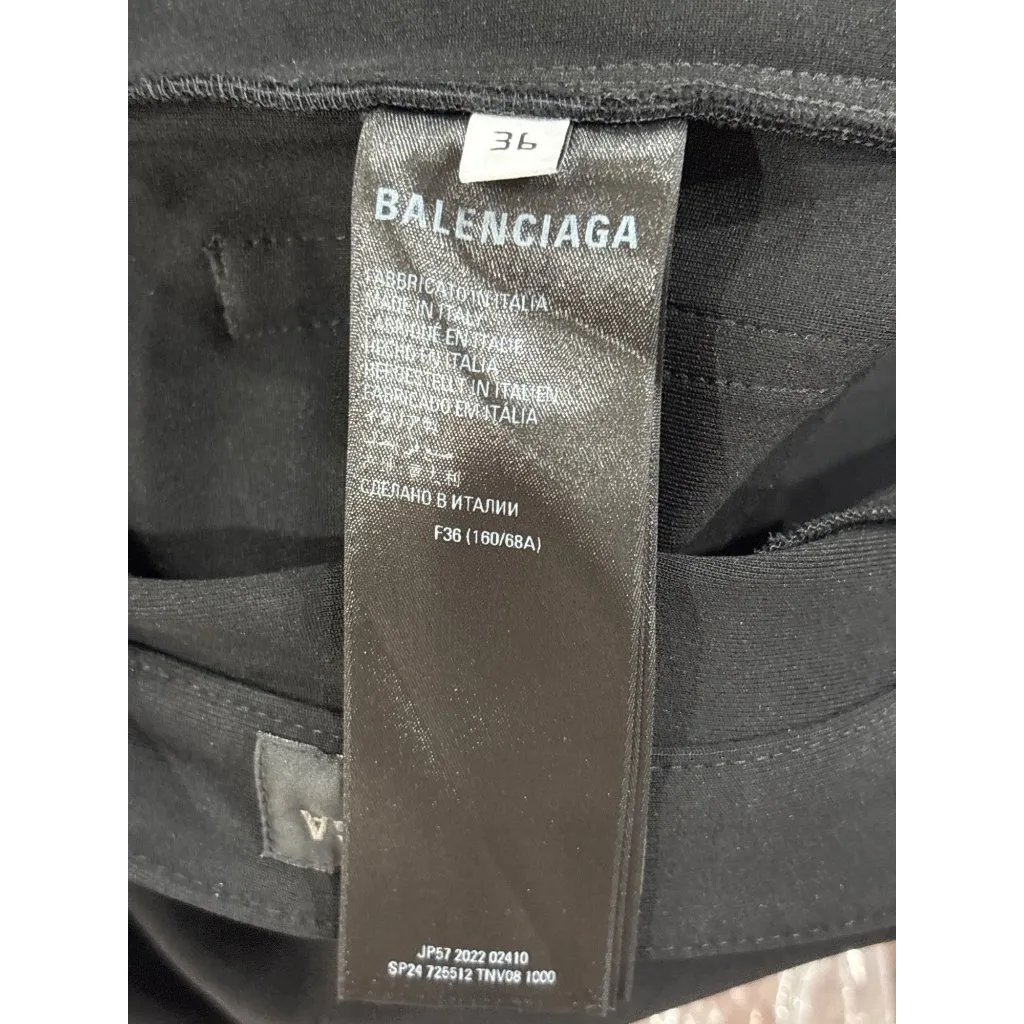 36
BALENCIAGA
FABBRICATO IN ITALIA
MADE IN ITALY
FABRIQUÉ EN ITALIE
HECHO EN ITALIA
HERGESTELLT IN ITALIEN
FABRICADO EM ITÁLIA
СДЕЛАНО В ИТАЛИИ
F36 (160/68A)
JP57 2022 02410
SP24 725512 TNV08 1000